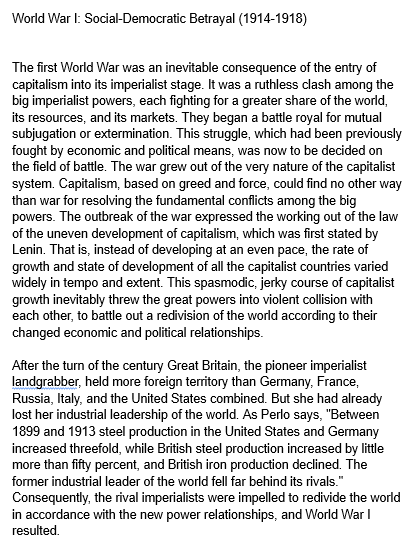 World War I: Social-Democratic Betrayal (1914-1918)
The first World War was an inevitable consequence of the entry of
capitalism into its imperialist stage. It was a ruthless clash among the
big imperialist powers, each fighting for a greater share of the world,
its resources, and its markets. They began a battle royal for mutual
subjugation or extermination. This struggle, which had been previously
fought by economic and political means, was now to be decided on
the field of battle. The war grew out of the very nature of the capitalist
system. Capitalism, based on greed and force, could find no other way
than war for resolving the fundamental conflicts among the big
powers. The outbreak of the war expressed the working out of the law
of the uneven development of capitalism, which was first stated by
Lenin. That is, instead of developing at an even pace, the rate of
growth and state of development of all the capitalist countries varied
widely in tempo and extent. This spasmodic, jerky course of capitalist
growth inevitably threw the great powers into violent collision with
each other, to battle out a redivision of the world according to their
changed economic and political relationships.
After the turn of the century Great Britain, the pioneer imperialist
landgrabber, held more foreign territory than Germany, France,
Russia, Italy, and the United States combined. But she had already
lost her industrial leadership of the world. As Perlo says, "Between
1899 and 1913 steel production in the United States and Germany
increased threefold, while British steel production increased by little
more than fifty percent, and British iron production declined. The
former industrial leader of the world fell far behind its rivals."
Consequently, the rival imperialists were impelled to redivide the world
in accordance with the new power relationships, and World War I
resulted.